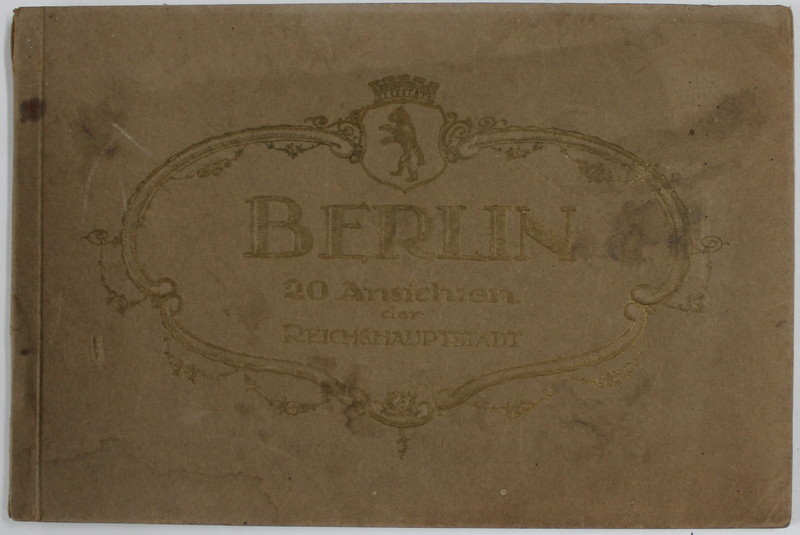 BERLIN
20 Ansichten
der
REICHSHAUPTSTADT